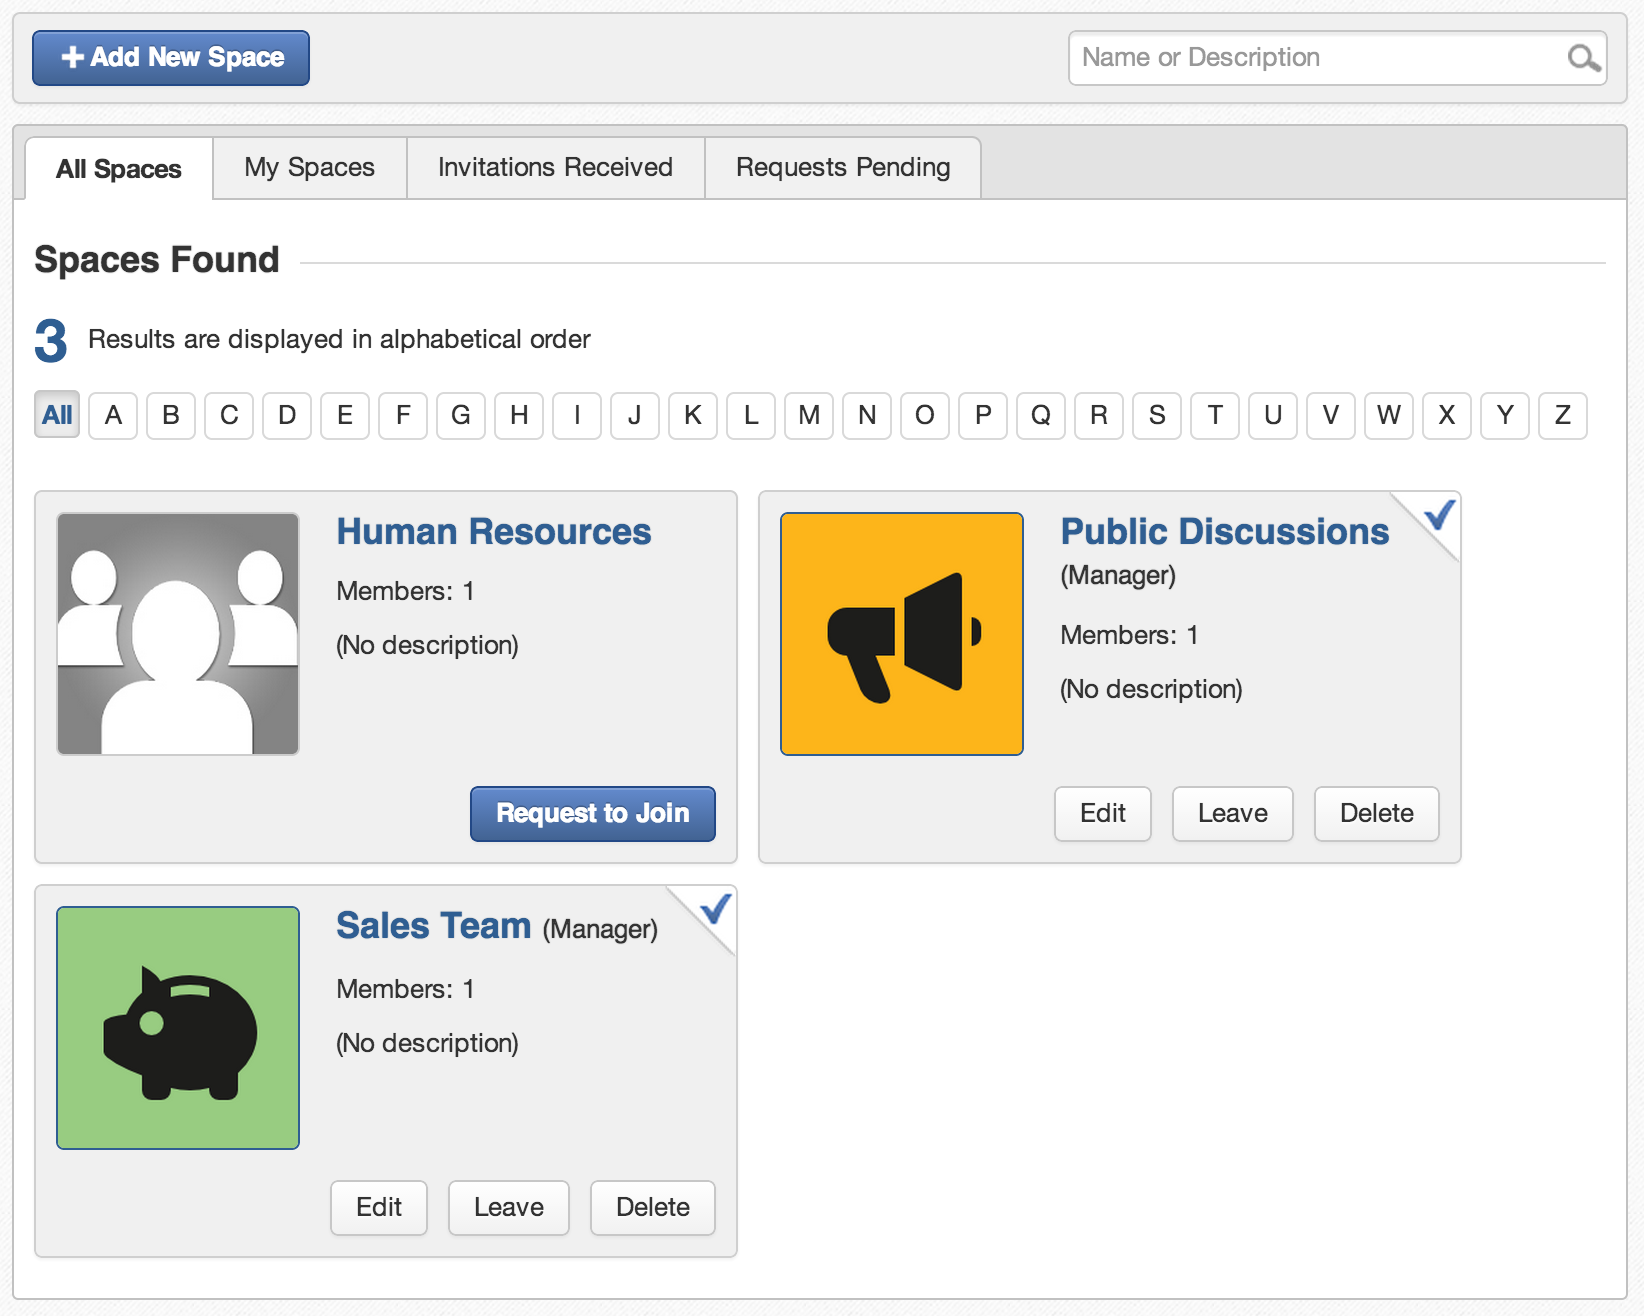 Add New Space
Name or Description
All Spaces
My Spaces
Invitations Received
Requests Pending
Spaces Found
3 Results are displayed in alphabetical order
All A B C D E F G H I J K L M N O P Q R S T U V W X Y Z
Human Resources
Members: 1
(No description)
Request to Join
Public Discussions
(Manager)
Members: 1
(No description)
Edit Leave Delete
Sales Team (Manager)
Members: 1
(No description)
Edit Leave Delete